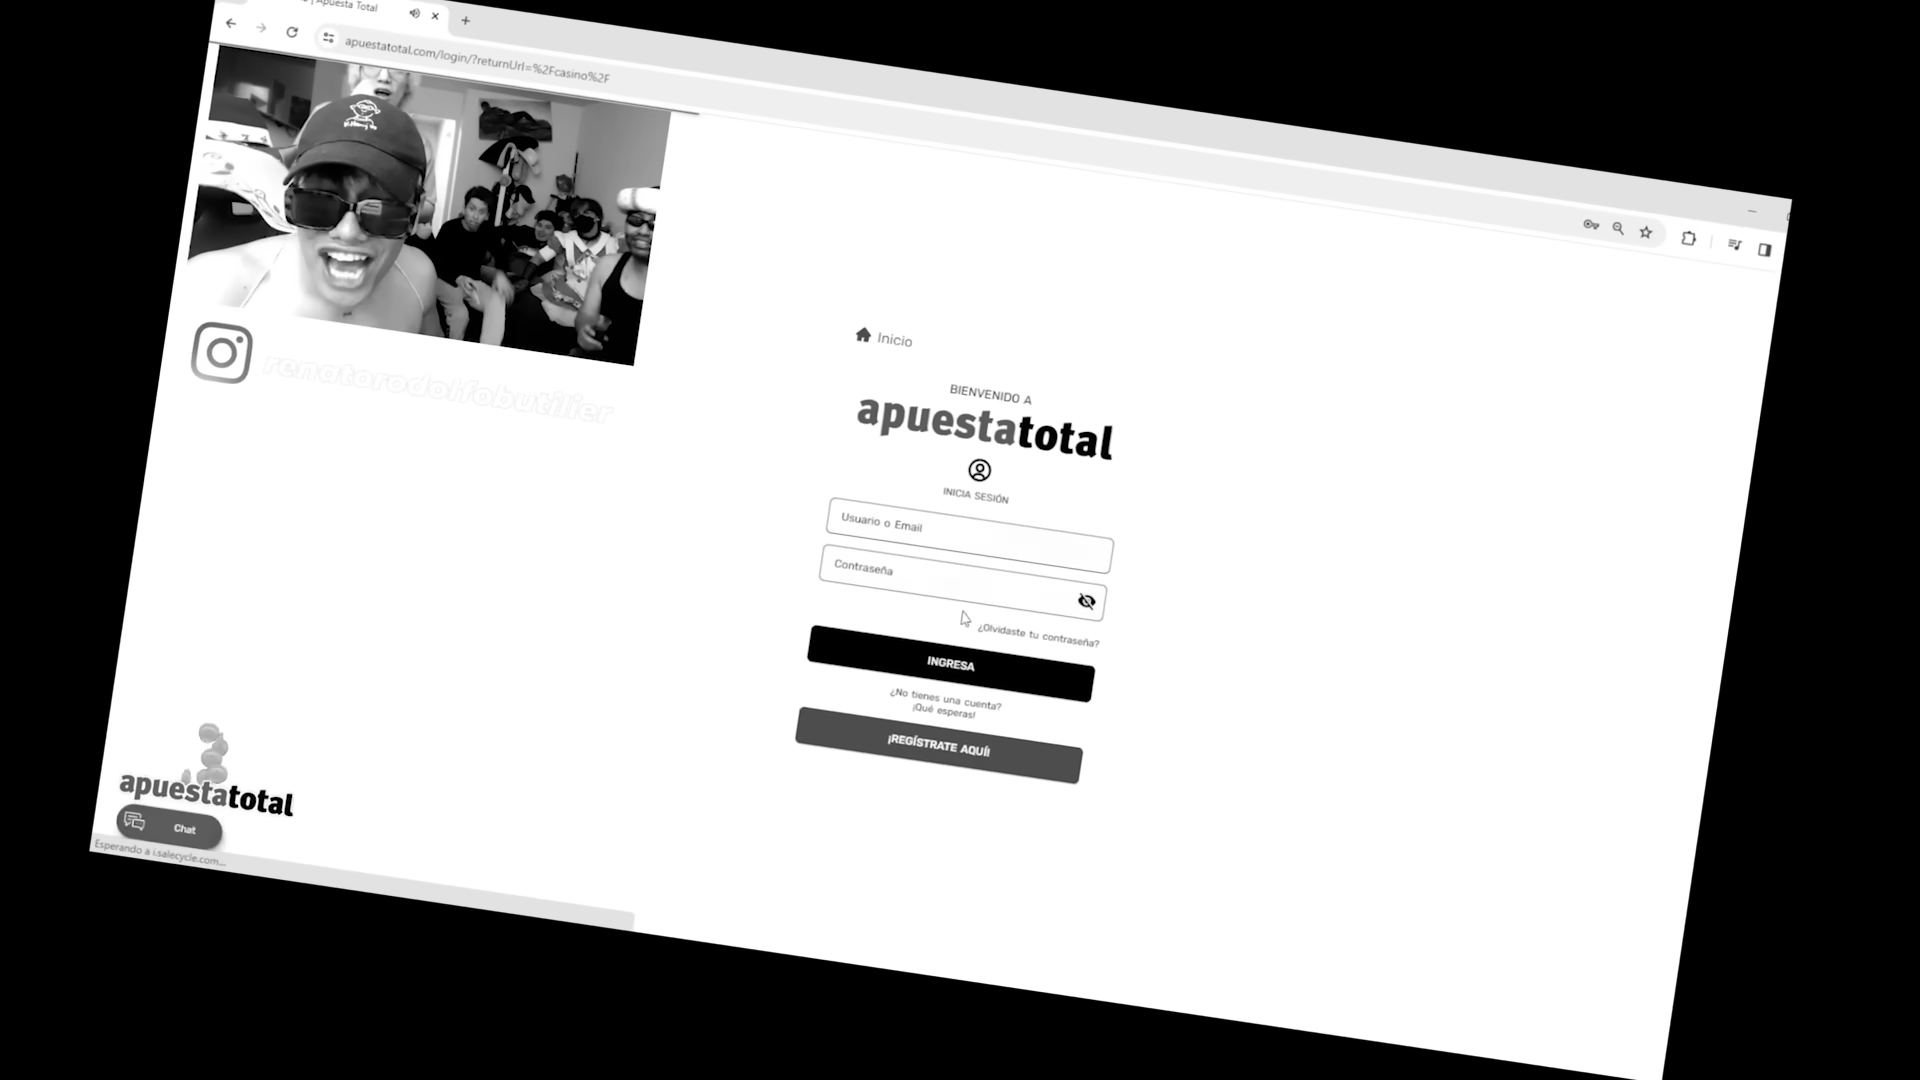 Apuesta Total
apuestatotal.com/login/?returnUrl=%2Fcasino%2F
renatorodolfobutilier
Inicio
BIENVENIDO A
apuestatotal
INICIA SESIÓN
Usuario o Email
Contraseña
¿Olvidaste tu contraseña?
INGRESA
¿No tienes una cuenta?
¡Qué esperas!
¡REGÍSTRATE AQUÍ!
apuestatotal
Chat
Esperando a i.salecycle.com...